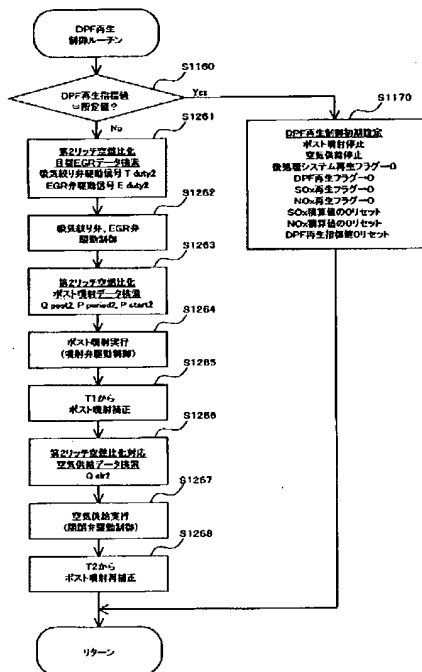 DPF再生
制御ルーチン
S1160
DPF再生指標値
=所定値?
Yes
No
S1170
DPF再生制御初期設定
ポスト噴射停止
空気供給停止
後処理システム再生フラグ←0
DPF再生フラグ←0
SOx再生フラグ←0
NOx再生フラグ←0
SOx積算値の0リセット
NOx積算値の0リセット
DPF再生指標値0リセット
S1261
第2リッチ空燃比化
目標EGRデータ検索
吸気絞り弁駆動信号 T duty2
EGR弁駆動信号 E duty2
S1262
吸気絞り弁、EGR弁
駆動制御
S1263
第2リッチ空燃比化
ポスト噴射データ検索
Q post2, P period2, P start2
S1264
ポスト噴射実行
(噴射弁駆動制御)
S1265
T1から
ポスト噴射補正
S1266
第2リッチ空燃比化対応
空気供給データ検索
Q air2
S1267
空気供給実行
(開閉弁駆動制御)
S1268
T2から
ポスト噴射再補正
リターン